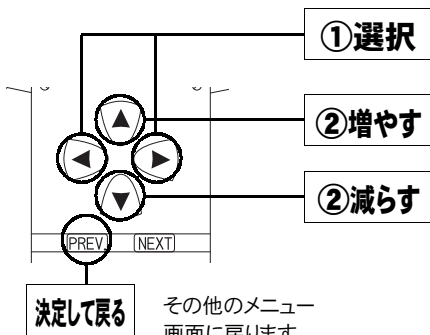 ①選択
②増やす
②減らす
PREV.
NEXT
決定して戻る
その他のメニュー
画面に戻ります